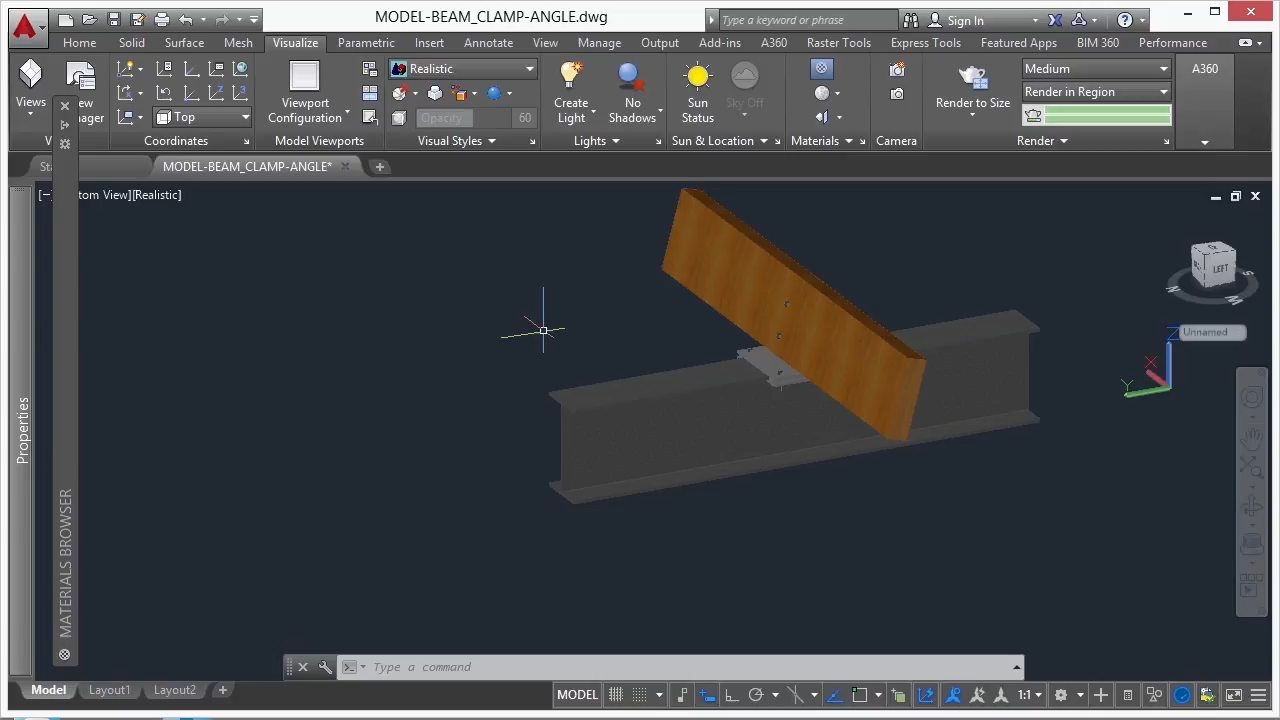 MODEL-BEAM_CLAMP-ANGLE.dwg
Type a keyword or phrase
Sign In
Home Solid Surface Mesh Visualize Parametric Insert Annotate View Manage Output Add-ins A360 Raster Tools Express Tools Featured Apps BIM 360 Performance
Views
Top
Coordinates
Viewport
Configuration
Model Viewports
Realistic
Opacity 60
Visual Styles
Create
Light
No
Shadows
Lights
Sun
Status
Sky Off
Sun & Location
Materials
Camera
Render to Size
Medium
Render in Region
Render
A360
MODEL-BEAM_CLAMP-ANGLE*
tom View][Realistic]
LEFT
Unnamed
Z
X
Y
Properties
MATERIALS BROWSER
Type a command
Model Layout1 Layout2
MODEL
1:1